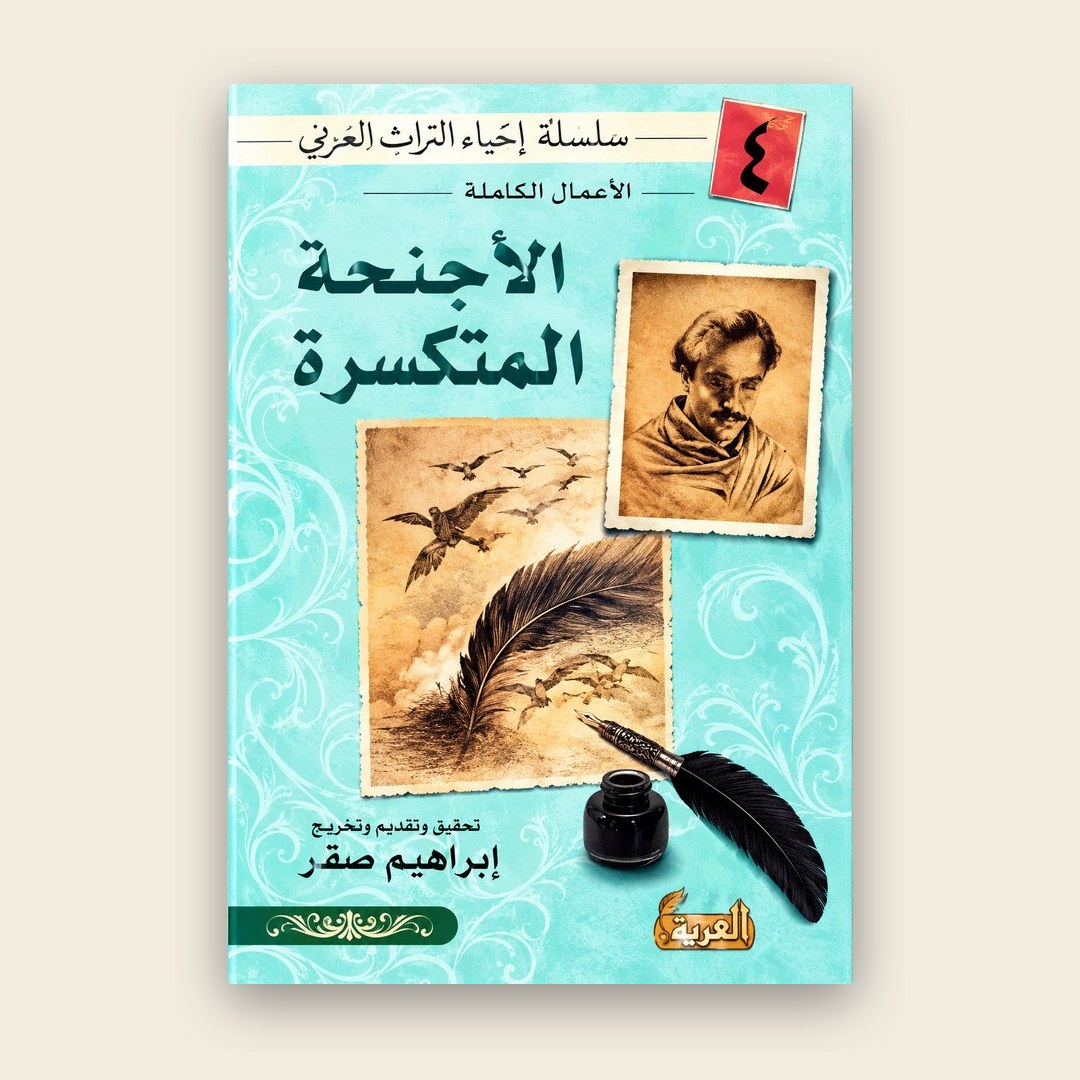 سلسلة إحياء التراث العربي
٤
الأعمال الكاملة
الأجنحة
المتكسرة
تحقيق وتقديم وتخريج
إبراهيم صقر
العربية